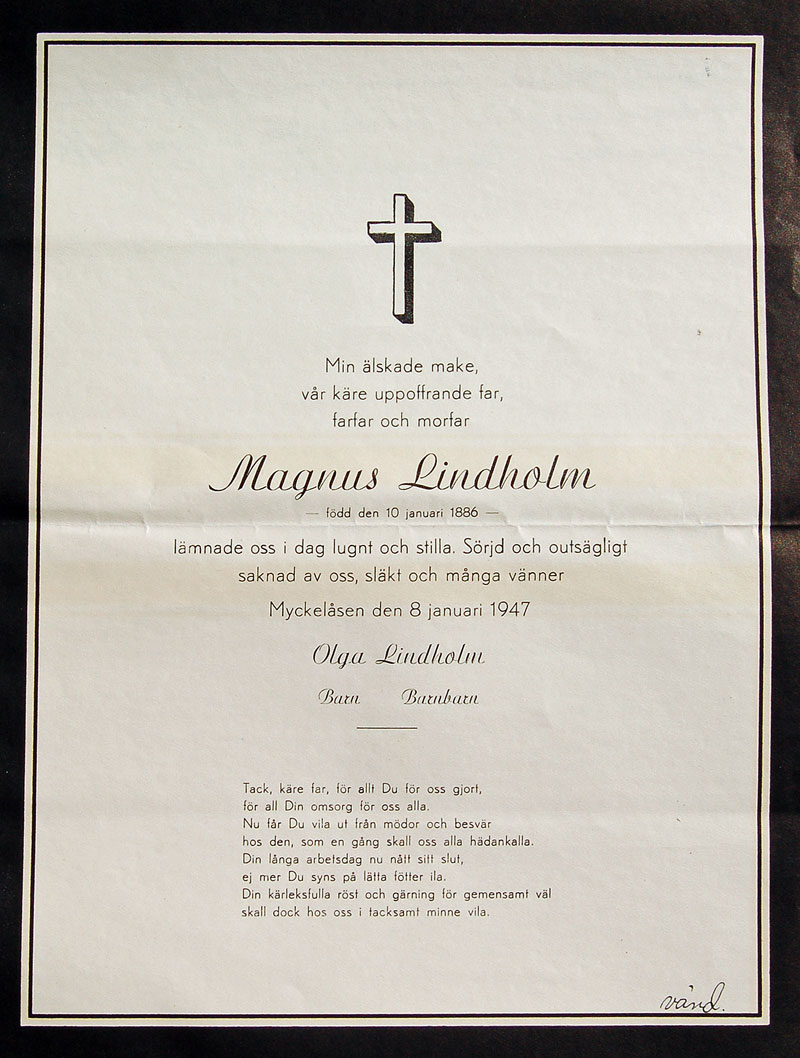 Min älskade make,
vår käre uppoffrande far,
farfar och morfar
Magnus Lindholm
— född den 10 januari 1886 —
lämnade oss i dag lugnt och stilla. Sörjd och outsägligt
saknad av oss, släkt och många vänner
Myckelåsen den 8 januari 1947
Olga Lindholm
Barn Barnbarn
Tack, käre far, för allt Du för oss gjort,
för all Din omsorg för oss alla.
Nu får Du vila ut från mödor och besvär
hos den, som en gång skall oss alla hädankalla.
Din långa arbetsdag nu nått sitt slut,
ej mer Du syns på lätta fötter ila.
Din kärleksfulla röst och gärning för gemensamt väl
skall dock hos oss i tacksamt minne vila.
vänd.